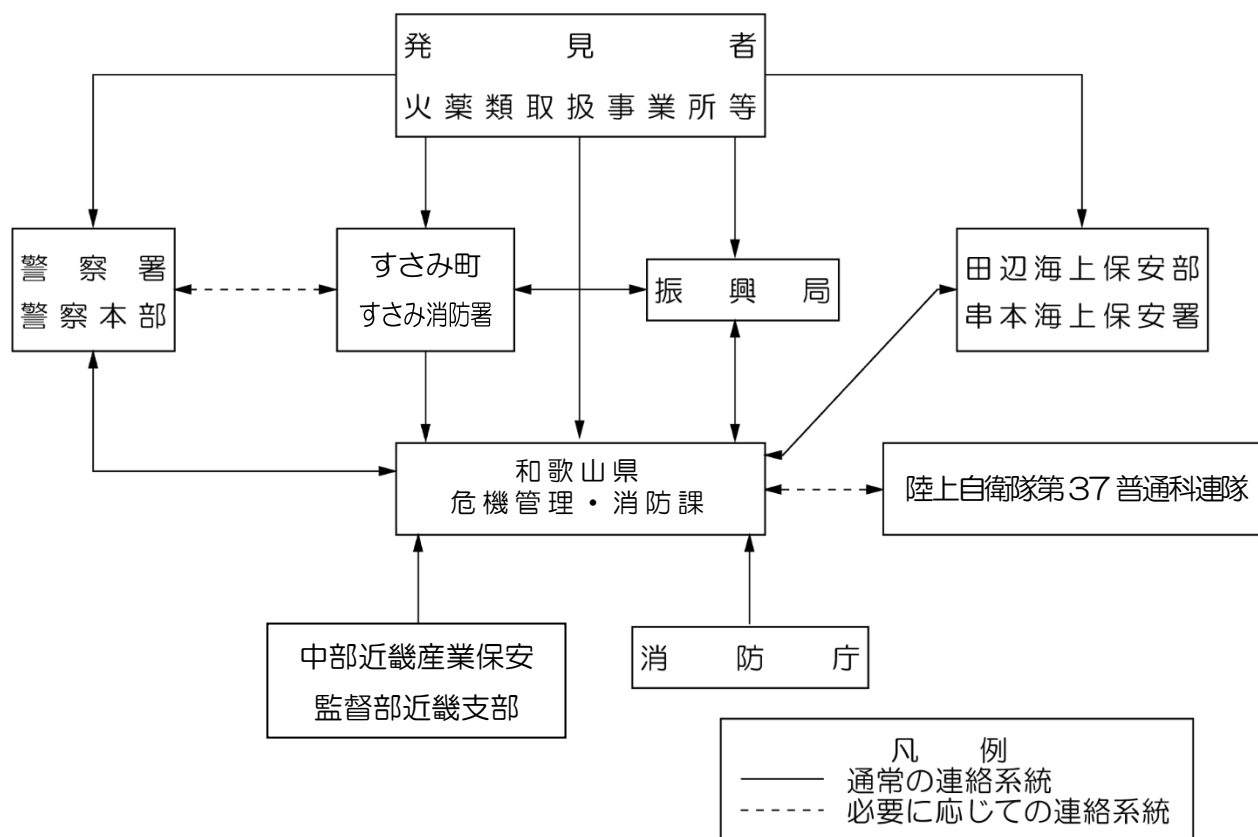 発見者
火薬類取扱事業所等
警察署
警察本部
すさみ町
すさみ消防署
振興局
田辺海上保安部
串本海上保安署
和歌山県
危機管理・消防課
陸上自衛隊第37普通科連隊
中部近畿産業保安
監督部近畿支部
消防庁
凡例
通常の連絡系統
必要に応じての連絡系統